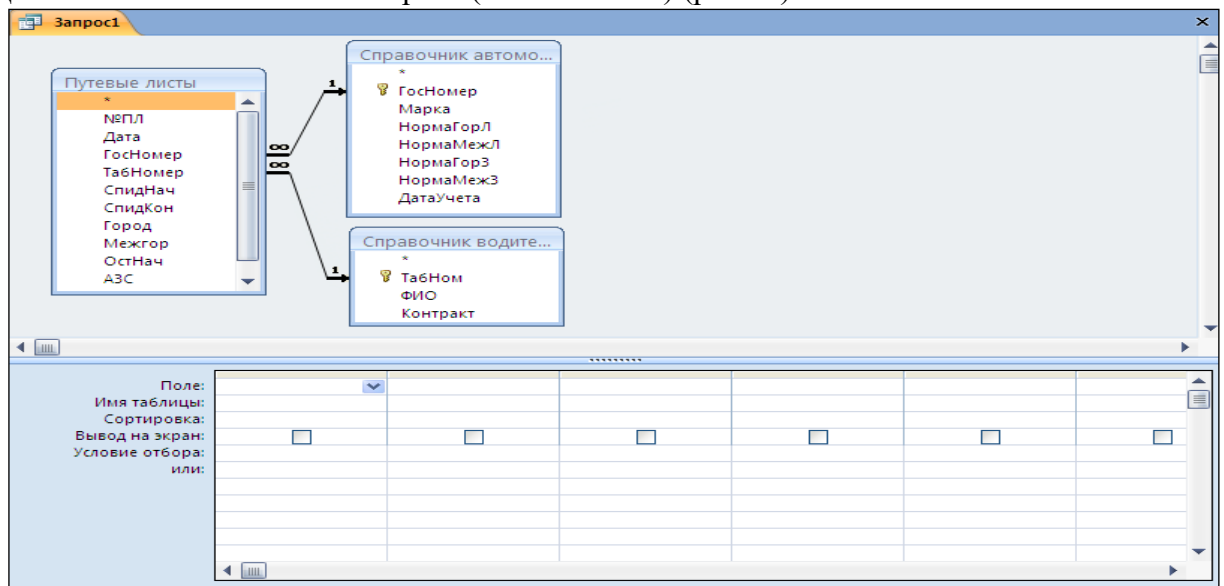 Запрос1
Путевые листы
*
№ПЛ
Дата
ГосНомер
ТабНомер
СпидНач
СпидКон
Город
Межгор
ОстНач
АЗС
Справочник автомо...
*
ГосНомер
Марка
НормаГорЛ
НормаМежЛ
НормаГорЗ
НормаМежЗ
ДатаУчета
Справочник водите...
*
ТабНом
ФИО
Контракт
1
∞
∞
1
Поле:
Имя таблицы:
Сортировка:
Вывод на экран:
Условие отбора:
или: